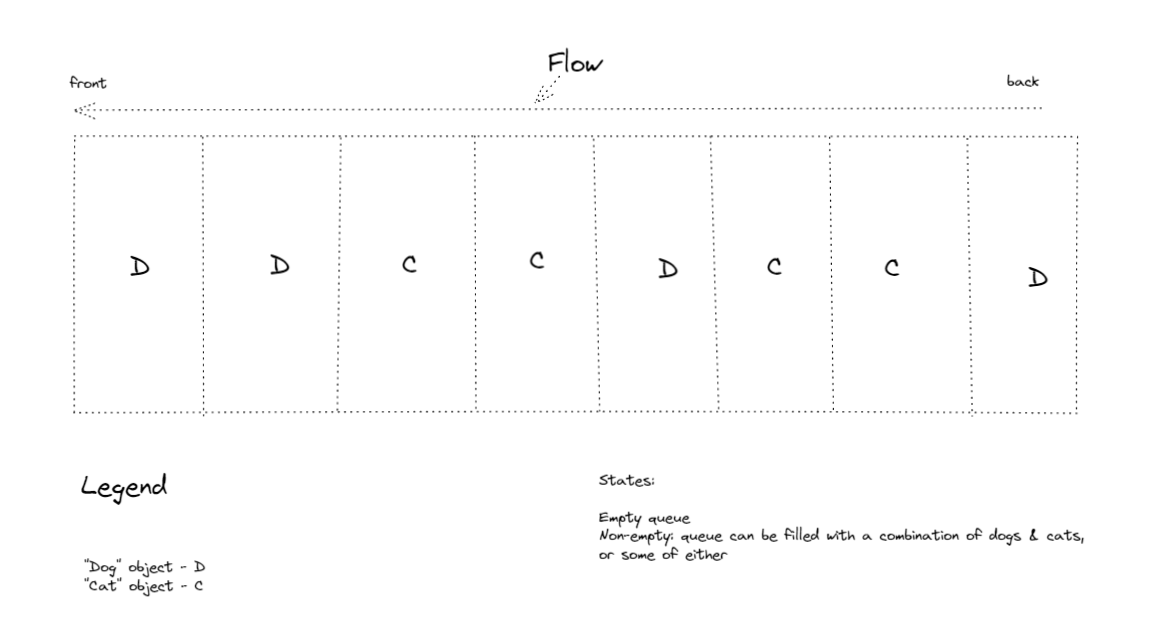 Flow
front
back
D D C C D C C D
Legend
"Dog" object - D
"Cat" object - C
States:
Empty queue
Non-empty: queue can be filled with a combination of dogs & cats,
or some of either